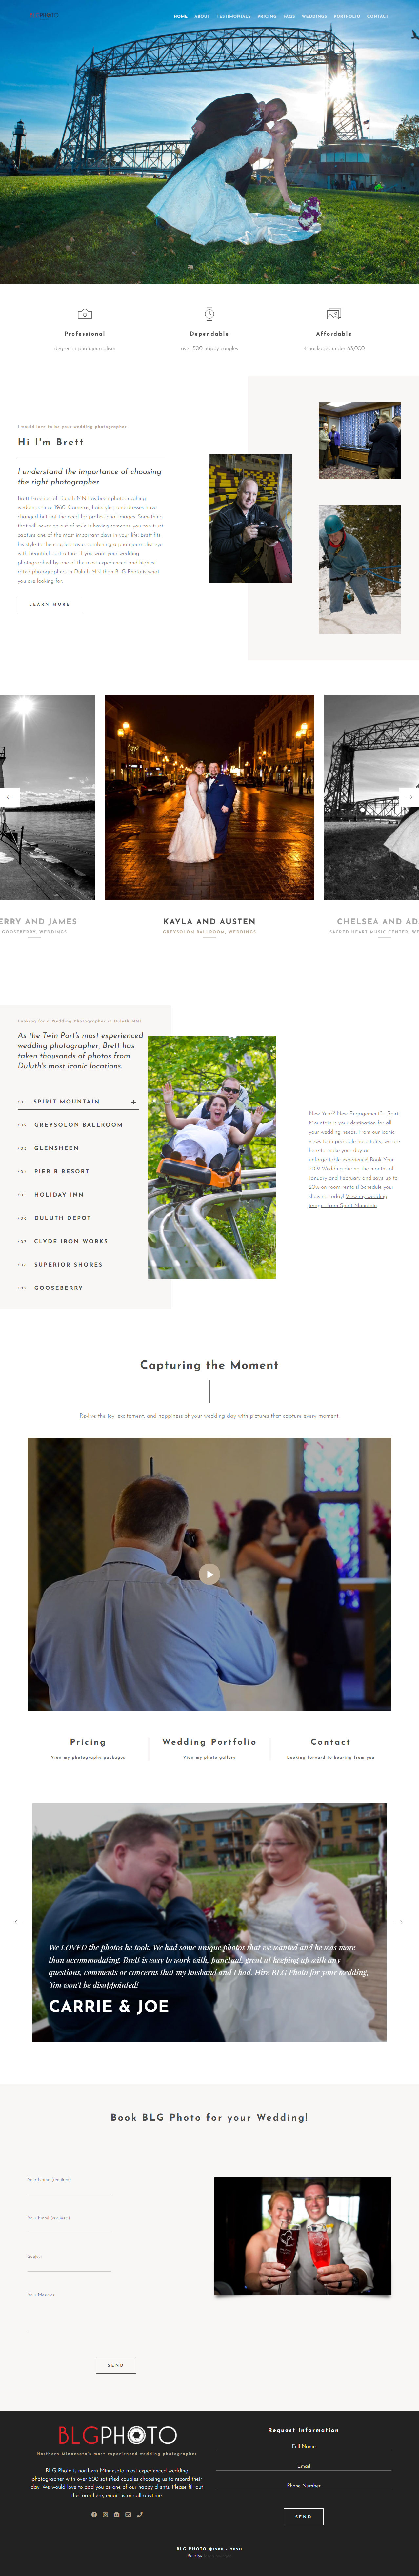 BLGPHOTO
HOME ABOUT TESTIMONIALS PRICING FAQS WEDDINGS PORTFOLIO CONTACT
Professional
degree in photojournalism
Dependable
over 500 happy couples
Affordable
4 packages under $3,000
I would love to be your wedding photographer
Hi I'm Brett
I understand the importance of choosing
the right photographer
Brett Groehler of Duluth MN has been photographing
weddings since 1980. Cameras, hairstyles, and dresses have
changed but not the need for professional images. Something
that will never go out of style is having someone you can trust
capture one of the most important days in your life. Brett fits
his style to the couple's taste, combining a photojournalist eye
with beautiful portraiture. If you want your wedding
photographed by one of the most experienced and highest
rated photographers in Duluth MN than BLG Photo is what
you are looking for.
LEARN MORE
ERRY AND JAMES
GOOSEBERRY, WEDDINGS
KAYLA AND AUSTEN
GREYSOLON BALLROOM, WEDDINGS
CHELSEA AND AD
SACRED HEART MUSIC CENTER, WE
Looking for a Wedding Photographer in Duluth MN?
As the Twin Port's most experienced
wedding photographer, Brett has
taken thousands of photos from
Duluth's most iconic locations.
/01 SPIRIT MOUNTAIN +
/02 GREYSOLON BALLROOM
/03 GLENSHEEN
/04 PIER B RESORT
/05 HOLIDAY INN
/06 DULUTH DEPOT
/07 CLYDE IRON WORKS
/08 SUPERIOR SHORES
/09 GOOSEBERRY
New Year? New Engagement? - Spirit
Mountain is your destination for all
your wedding needs. From our iconic
views to impeccable hospitality, we are
here to make your day an
unforgettable experience! Book Your
2019 Wedding during the months of
January and February and save up to
20% on room rentals! Schedule your
showing today! View my wedding
images from Spirit Mountain.
Capturing the Moment
Re-live the joy, excitement, and happiness of your wedding day with pictures that capture every moment.
Pricing
View my photography packages
Wedding Portfolio
View my photo gallery
Contact
Looking forward to hearing from you
We LOVED the photos he took. We had some unique photos that we wanted and he was more
than accommodating. Brett is easy to work with, punctual, great at keeping up with any
questions, comments or concerns that my husband and I had. Hire BLG Photo for your wedding,
You won't be disappointed!
CARRIE & JOE
Book BLG Photo for your Wedding!
Your Name (required)
Your Email (required)
Subject
Your Message
SEND
BLGPHOTO
Northern Minnesota's most experienced wedding photographer
BLG Photo is northern Minnesota most experienced wedding
photographer with over 500 satisfied couples choosing us to record their
day. We would love to add you as one of our happy clients. Please fill out
the form here, email us or call anytime.
Request Information
Full Name
Email
Phone Number
SEND
BLG PHOTO ©1980 - 2020
Built by